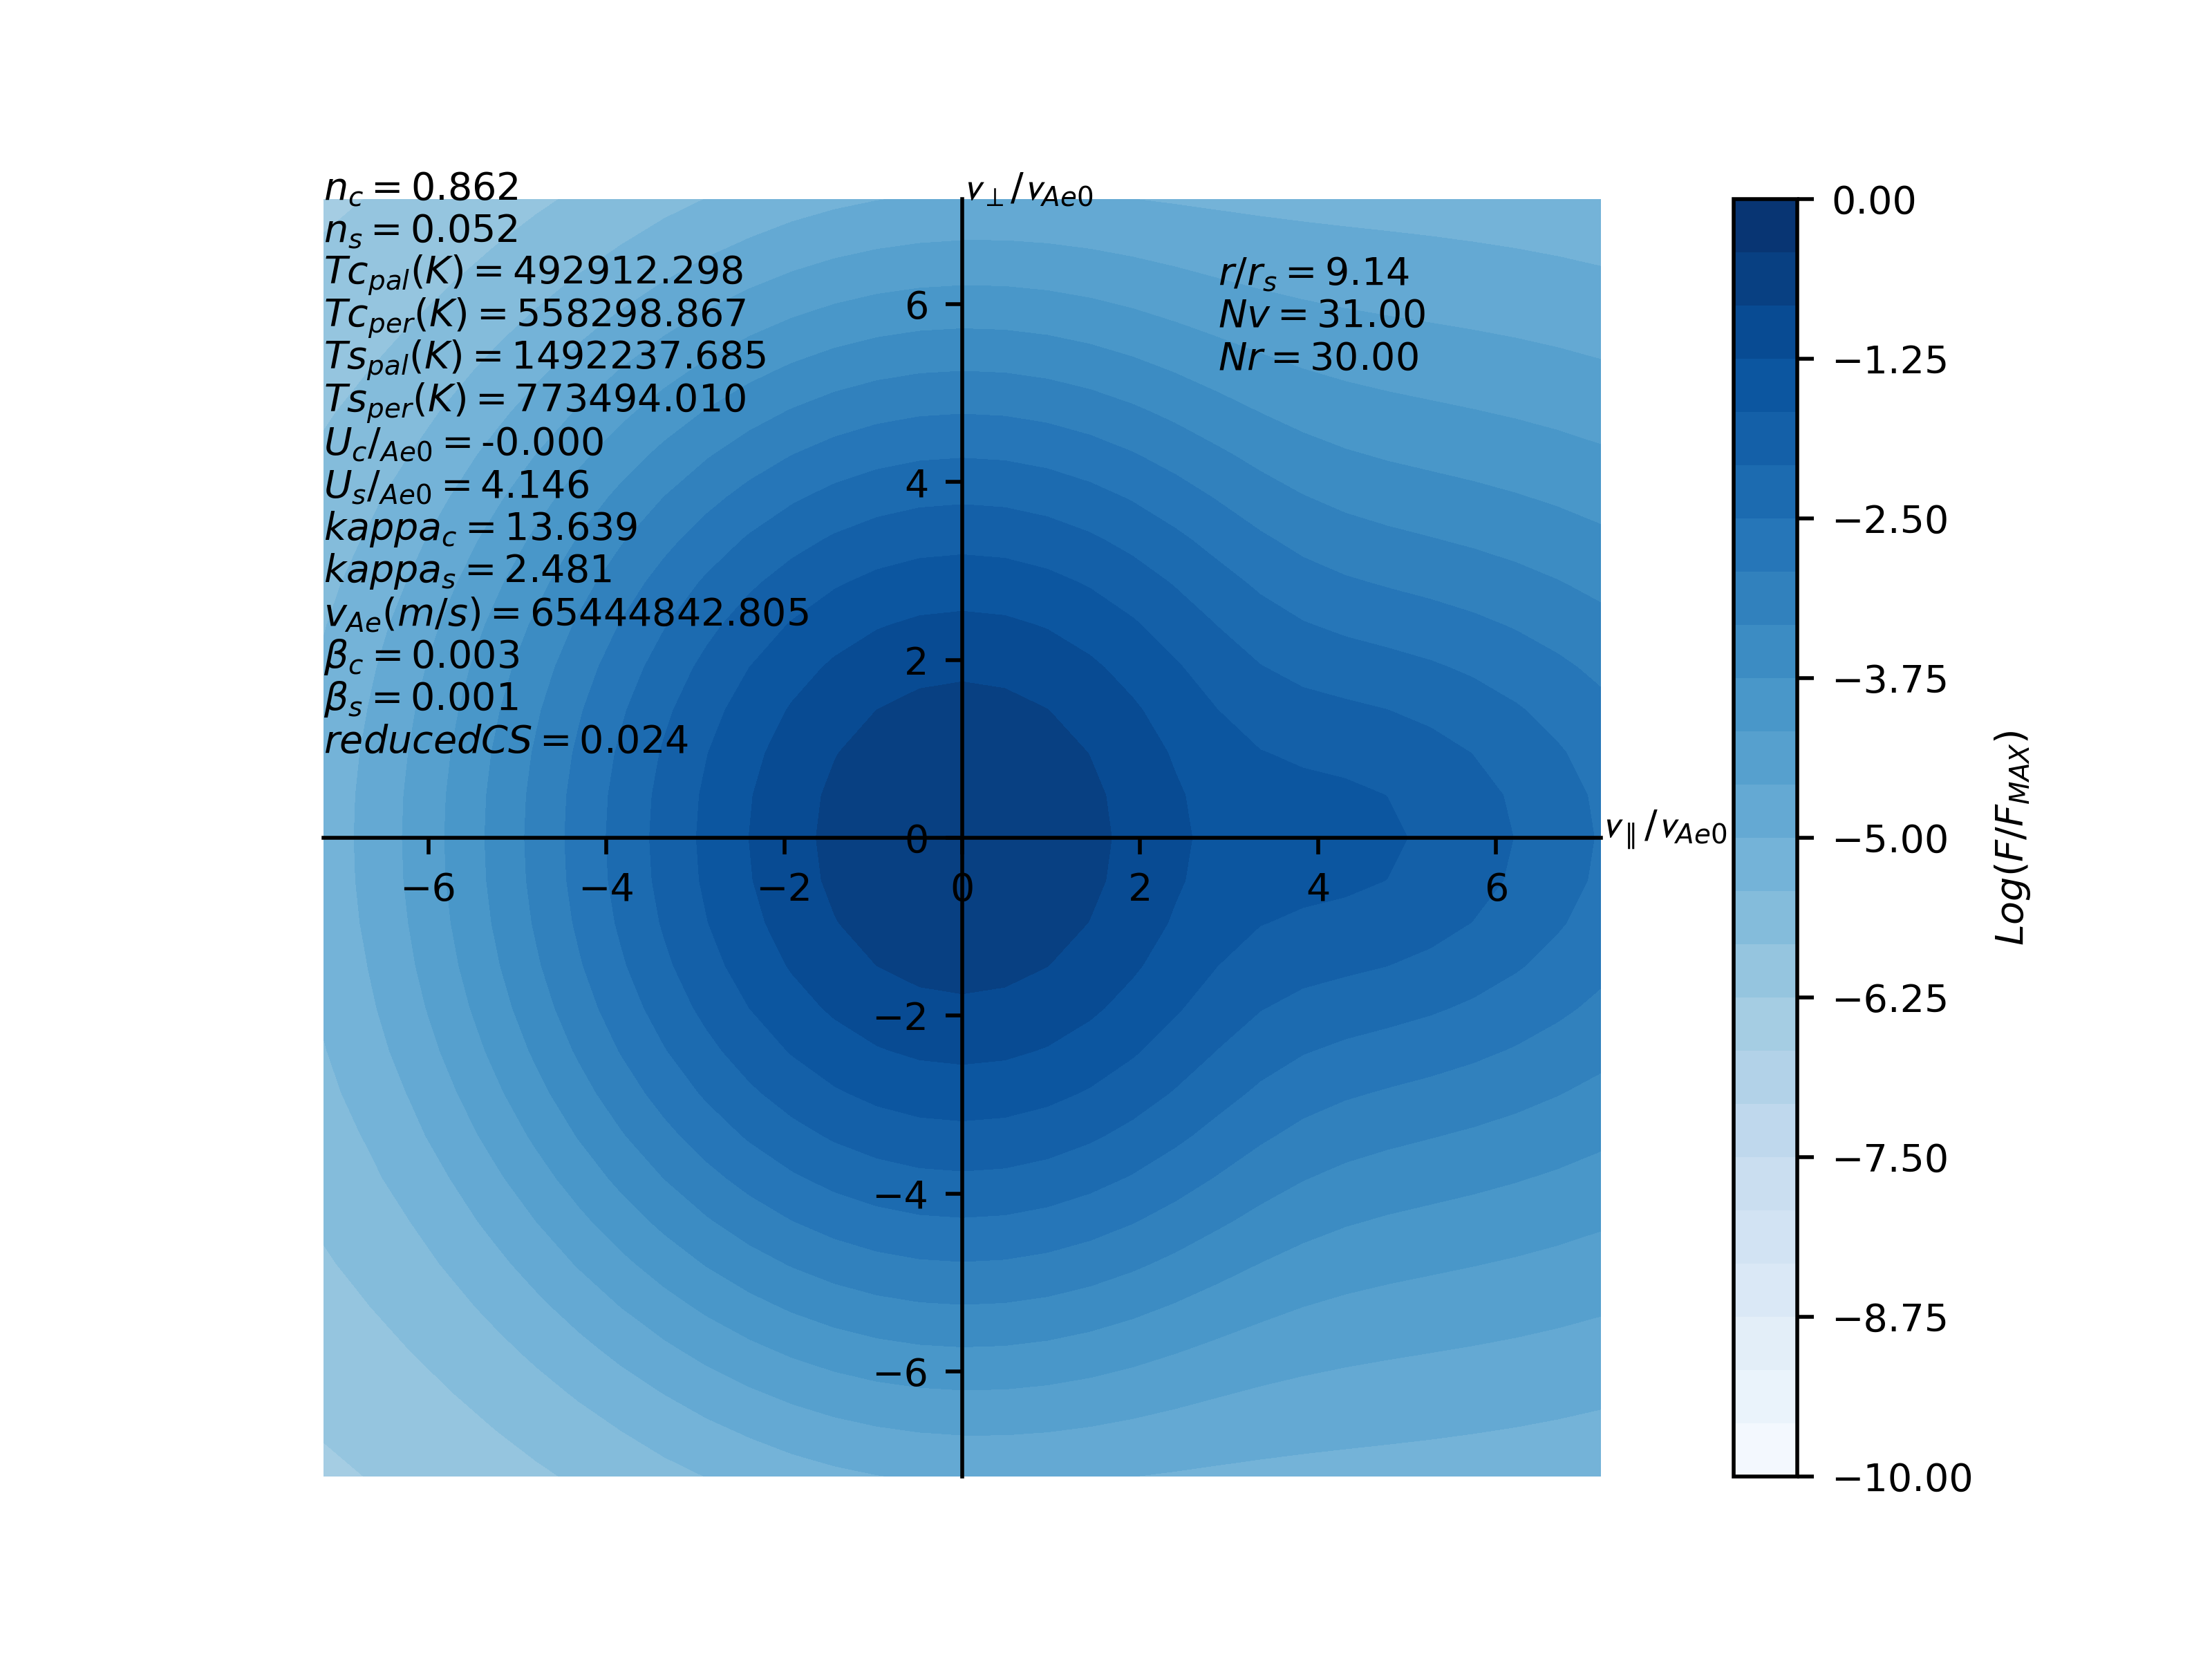 n_c = 0.862
v_⊥/v_Ae0
n_s = 0.052
Tc_pal(K) = 492912.298
Tc_per(K) = 558298.867
Ts_pal(K) = 1492237.685
Ts_per(K) = 773494.010
U_c/_Ae0 = -0.000
U_s/_Ae0 = 4.146
kappa_c = 13.639
kappa_s = 2.481
v_Ae(m/s) = 65444842.805
β_c = 0.003
β_s = 0.001
reducedCS = 0.024
r/r_s = 9.14
Nv = 31.00
Nr = 30.00
6
4
2
0
−2
−4
−6
−6
−4
−2
0
2
4
6
v_∥/v_Ae0
0.00
−1.25
−2.50
−3.75
−5.00
−6.25
−7.50
−8.75
−10.00
Log(F/F_MAX)